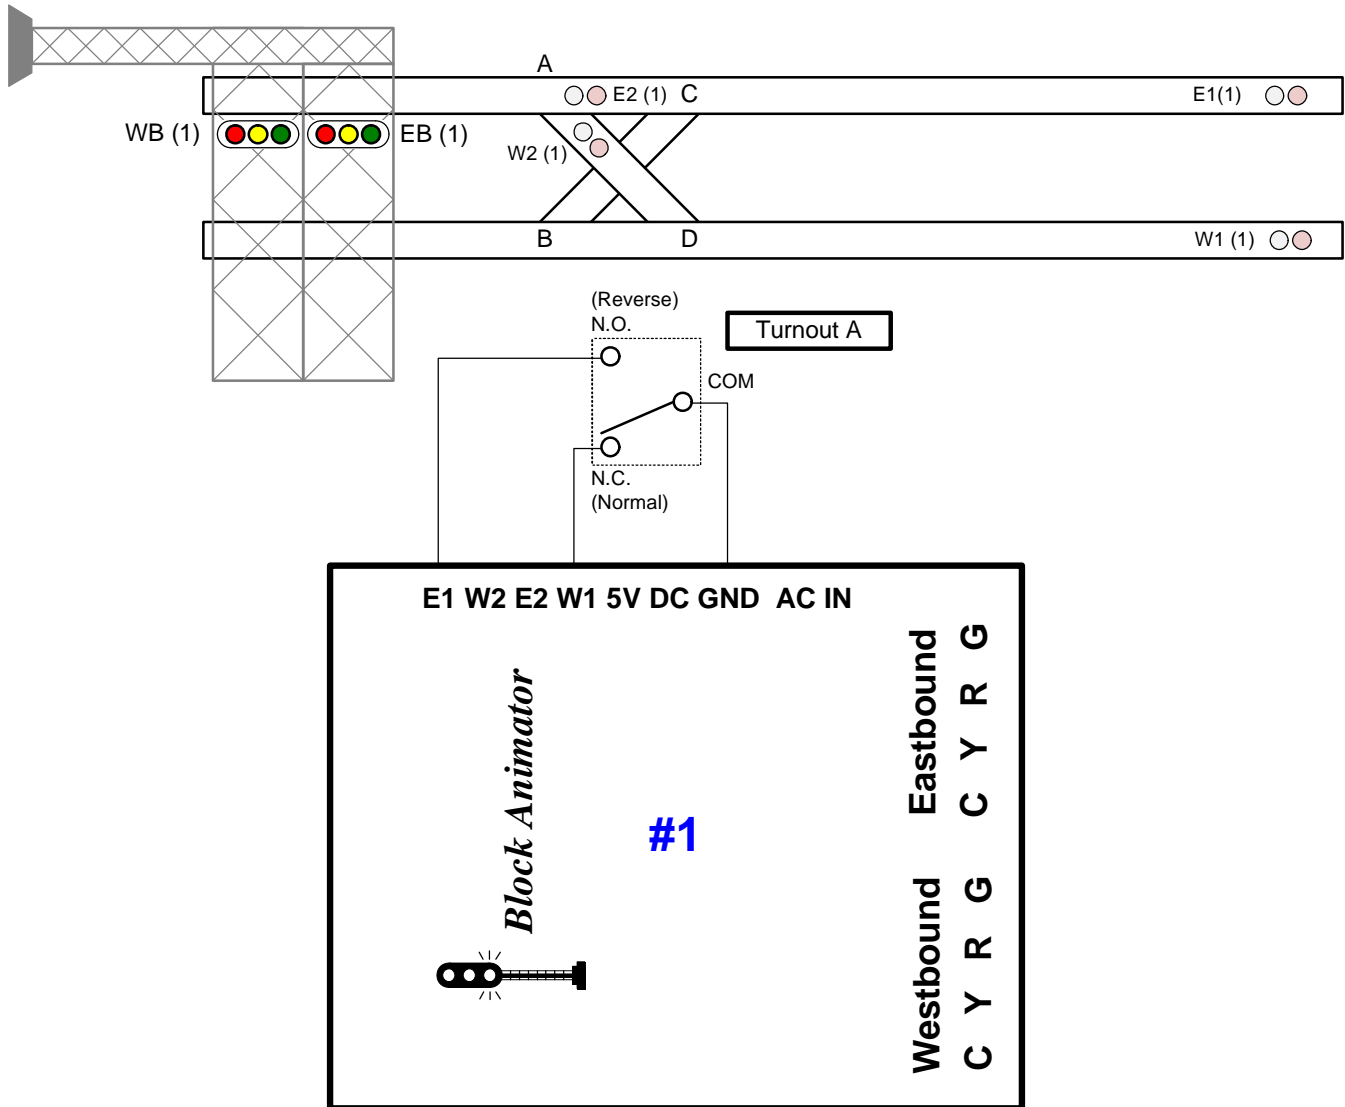 A
E2 (1) C
E1(1)
WB (1)
EB (1)
W2 (1)
B
D
W1 (1)
(Reverse)
N.O.
Turnout A
COM
N.C.
(Normal)
E1 W2 E2 W1 5V DC GND AC IN
Block Animator
#1
Eastbound
C Y R G
Westbound
C Y R G